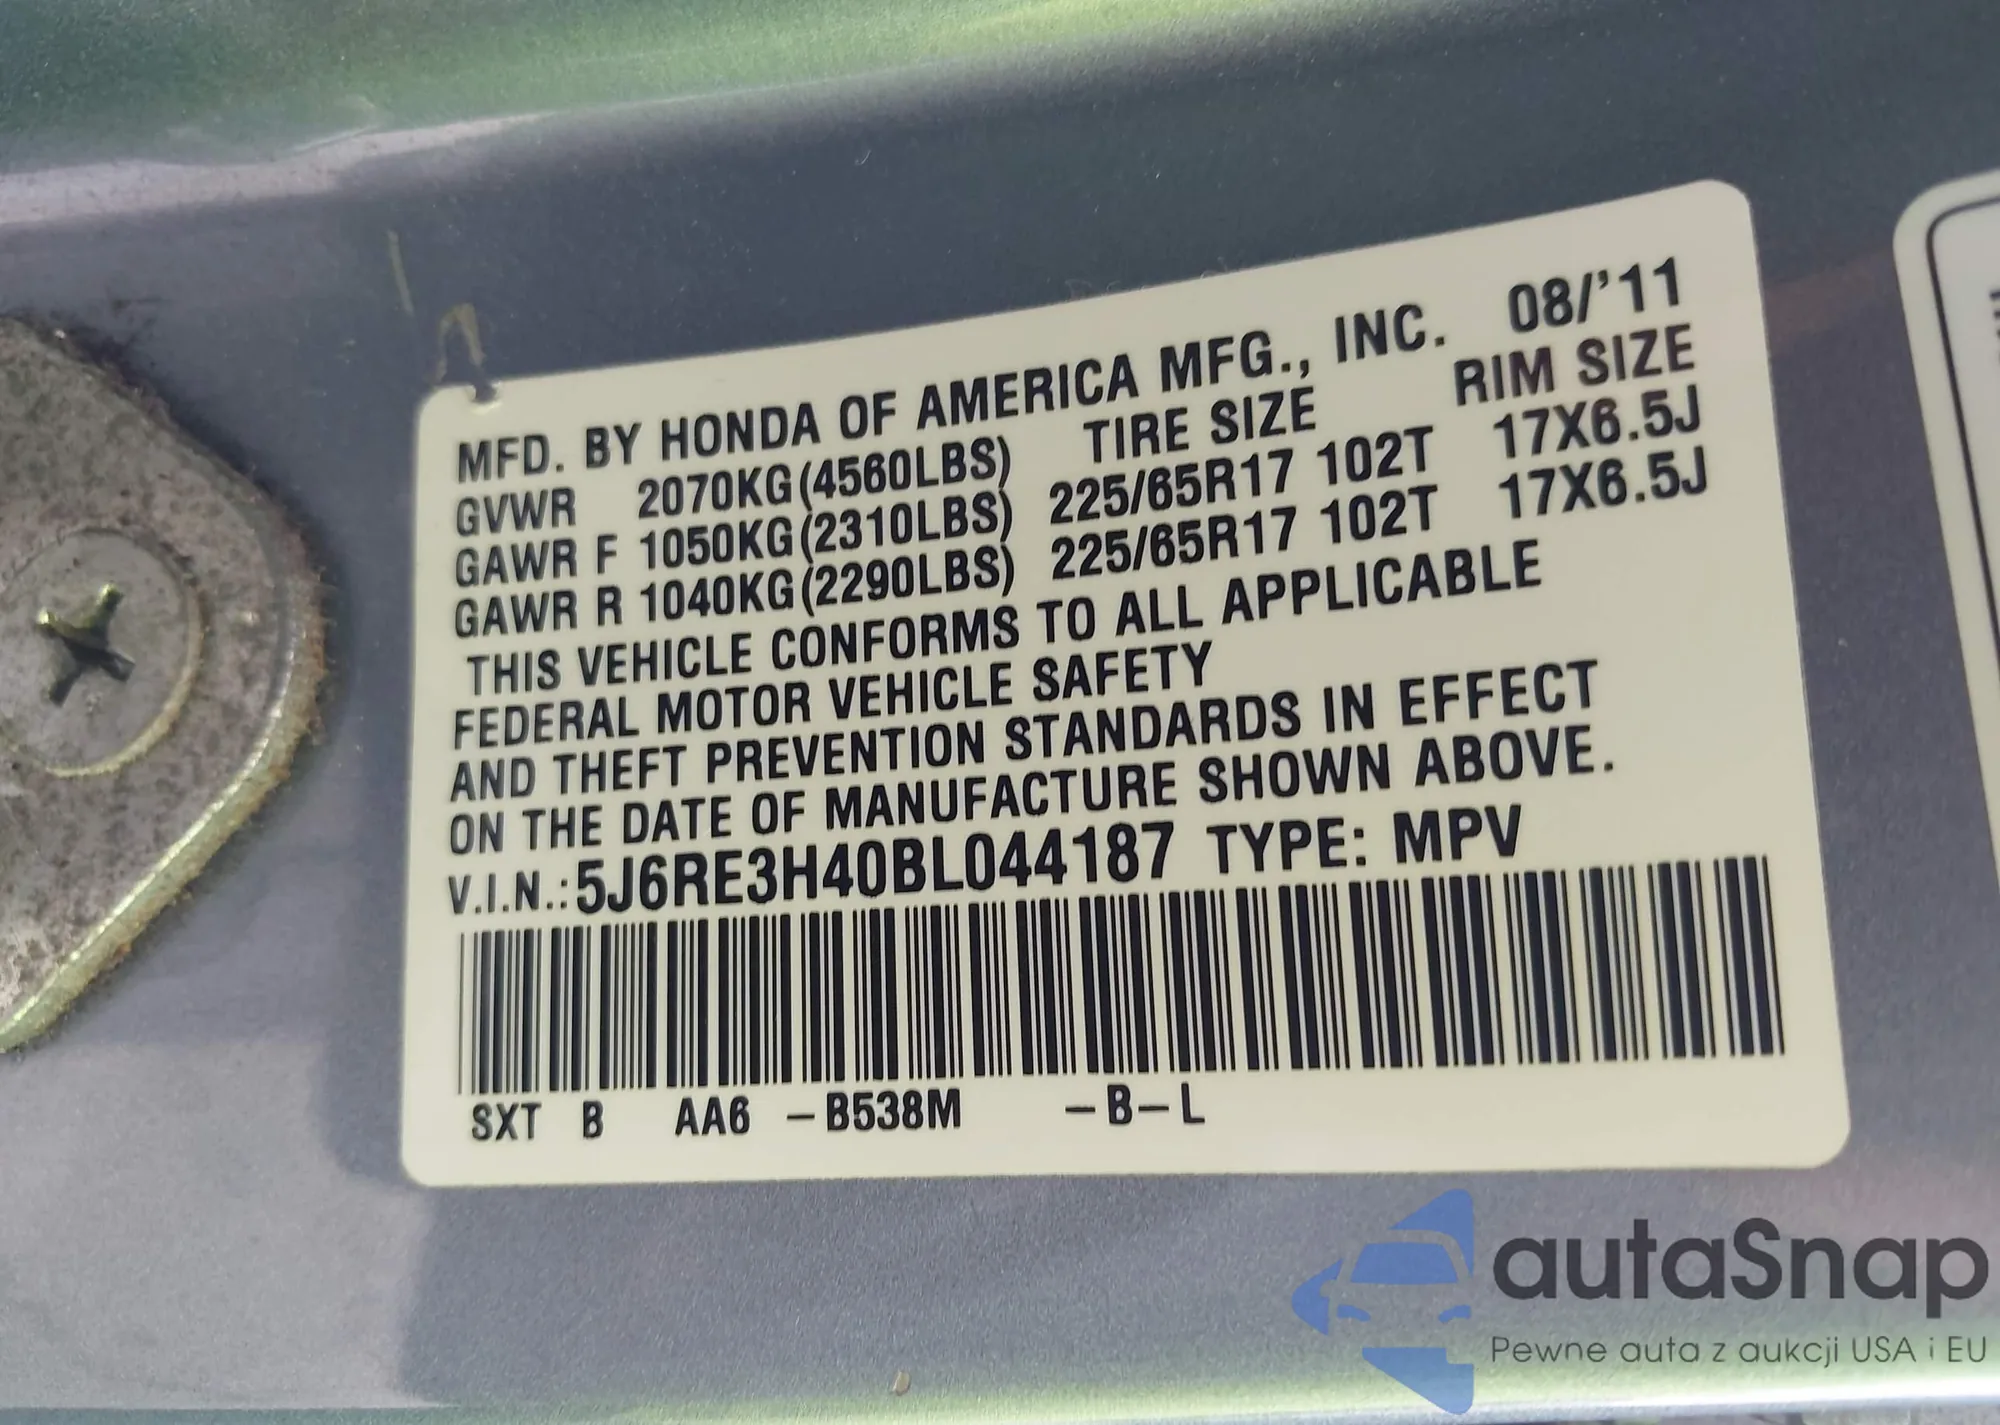 MFD. BY HONDA OF AMERICA MFG., INC. 08/'11
GVWR 2070KG(4560LBS) TIRE SIZE RIM SIZE
GAWR F 1050KG(2310LBS) 225/65R17 102T 17X6.5J
GAWR R 1040KG(2290LBS) 225/65R17 102T 17X6.5J
THIS VEHICLE CONFORMS TO ALL APPLICABLE
FEDERAL MOTOR VEHICLE SAFETY
AND THEFT PREVENTION STANDARDS IN EFFECT
ON THE DATE OF MANUFACTURE SHOWN ABOVE.
V.I.N.:5J6RE3H40BL044187 TYPE: MPV
SXT B AA6 -B538M -B-L
autaSnap
Pewne auta z aukcji USA i EU